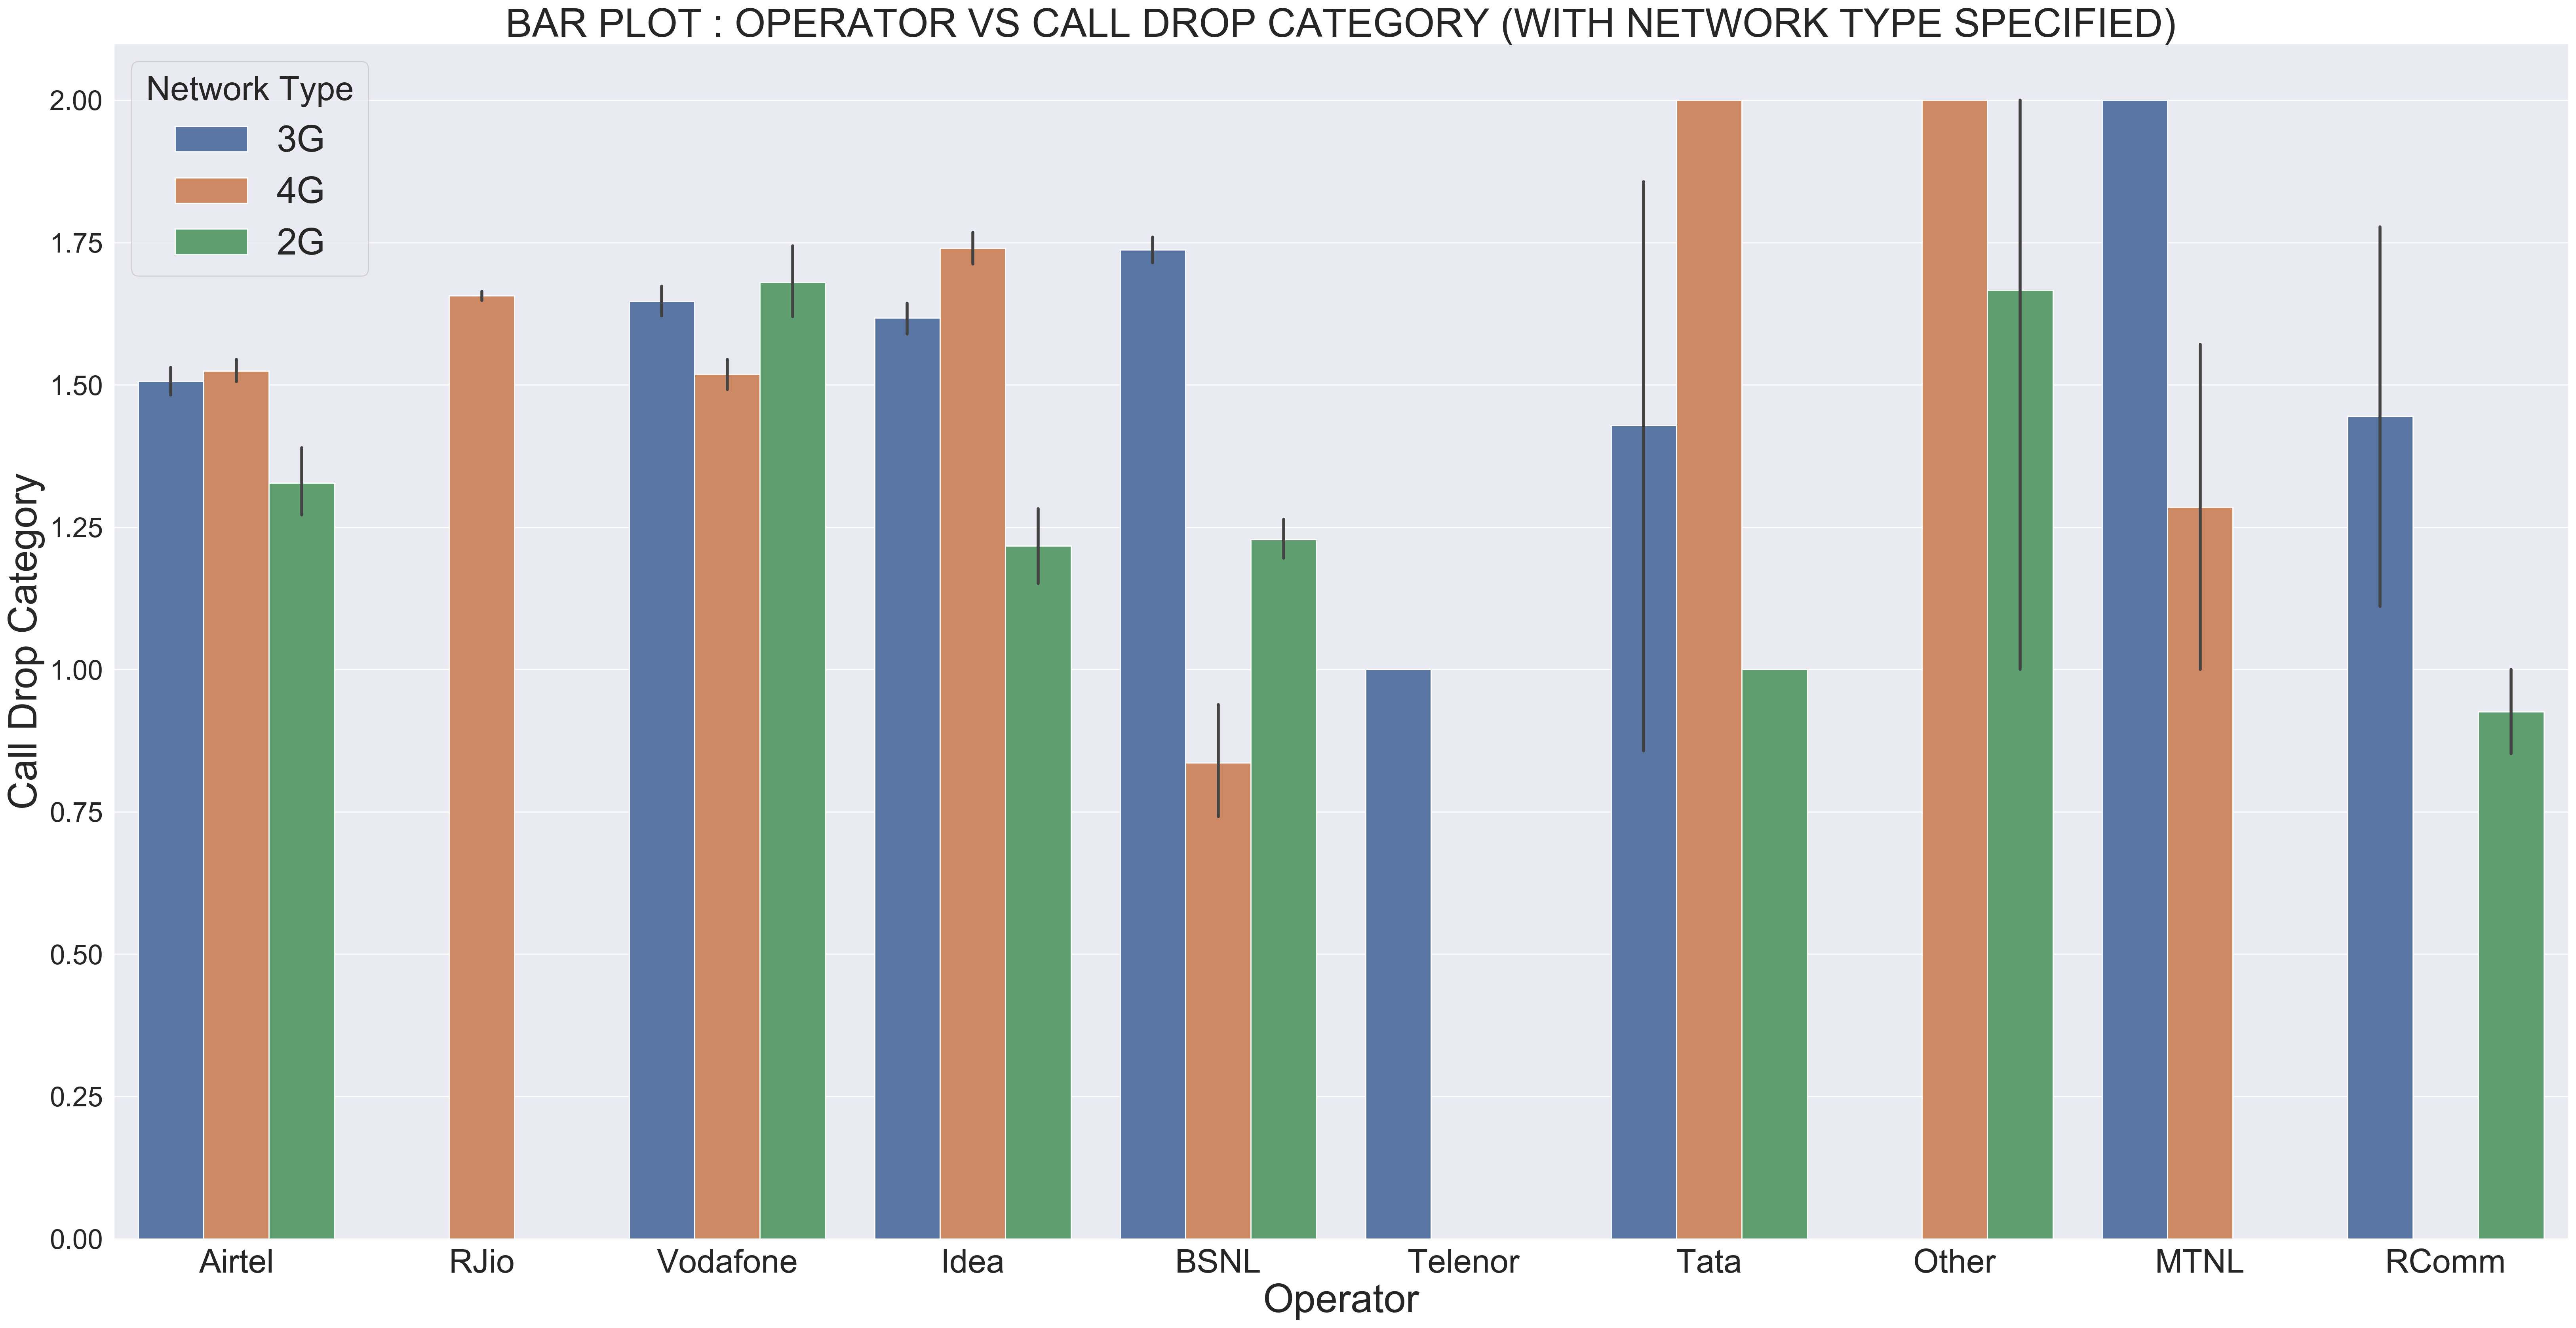 BAR PLOT : OPERATOR VS CALL DROP CATEGORY (WITH NETWORK TYPE SPECIFIED)
Network Type
3G
4G
2G
Call Drop Category
2.00
1.75
1.50
1.25
1.00
0.75
0.50
0.25
0.00
Airtel RJio Vodafone Idea BSNL Telenor Tata Other MTNL RComm
Operator